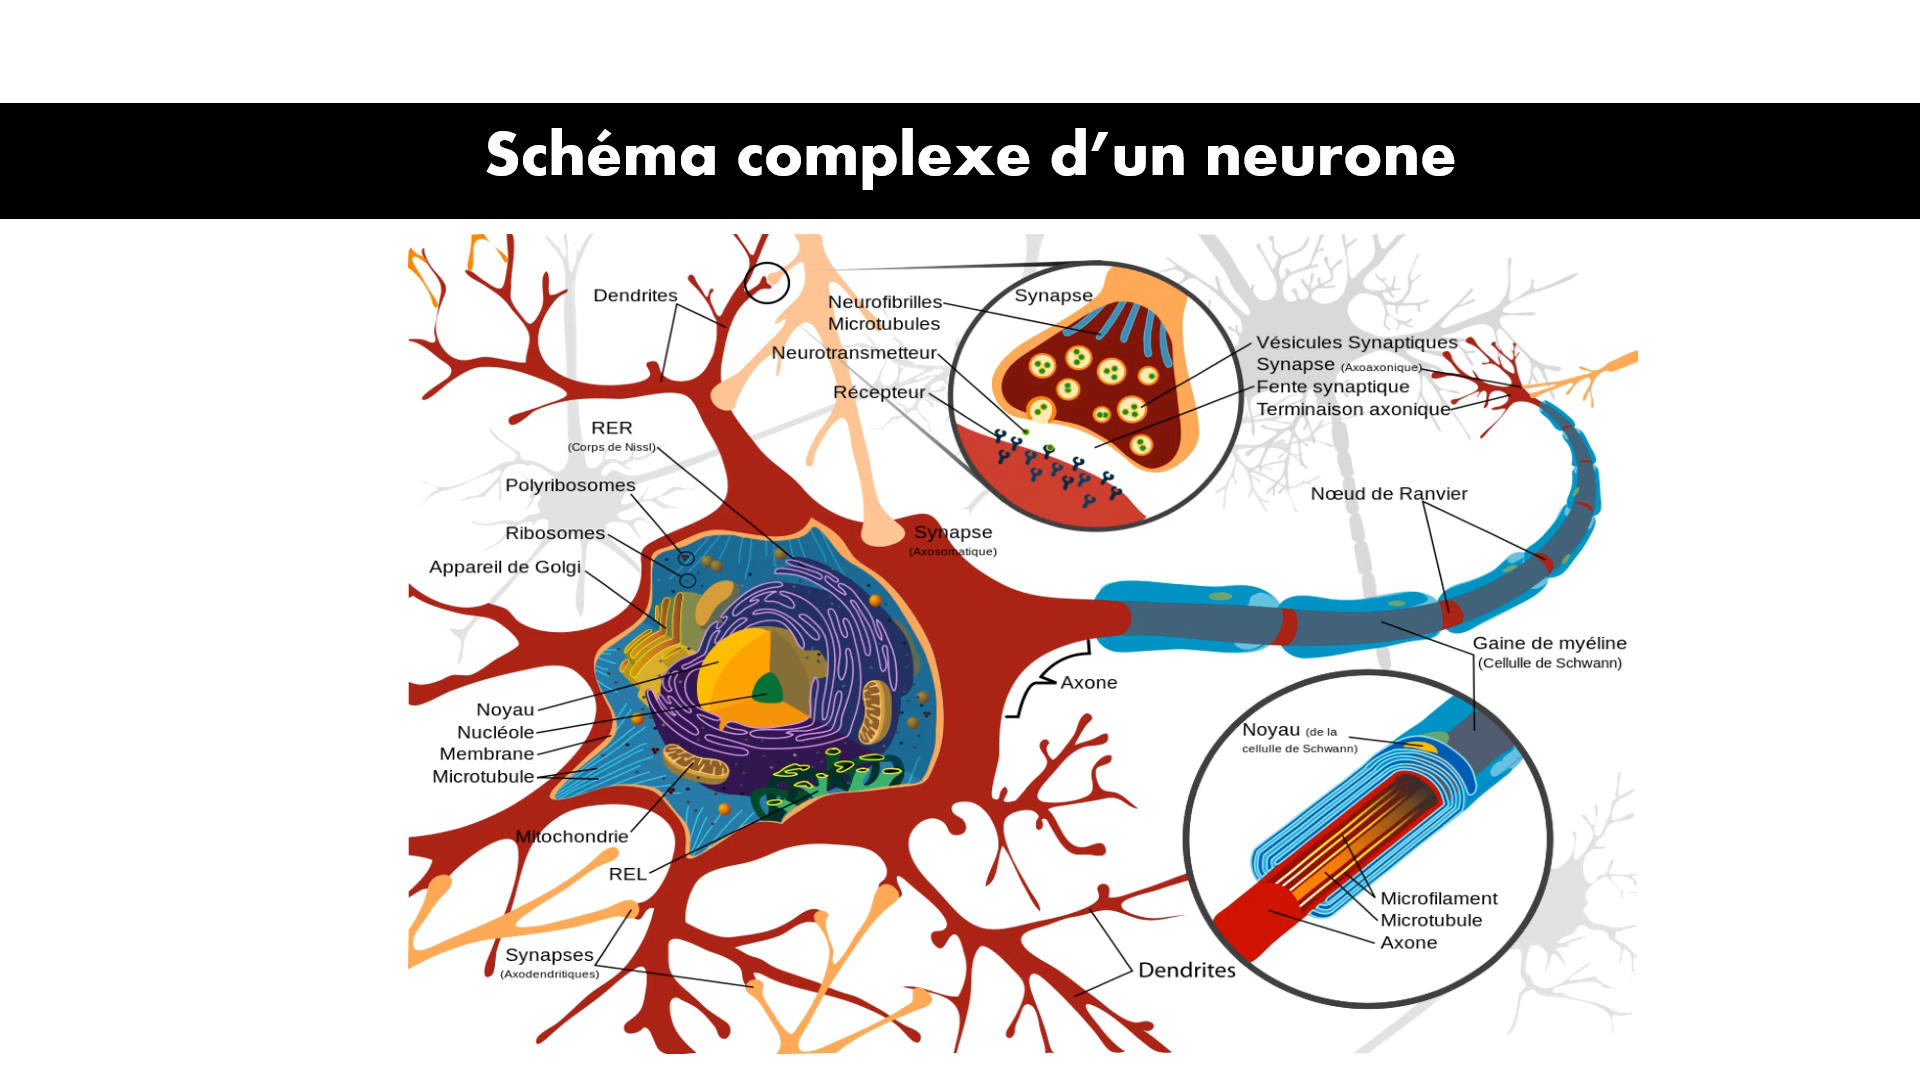 Schéma complexe d’un neurone
Dendrites
Neurofibrilles
Microtubules
Neurotransmetteur
Récepteur
Synapse
Vésicules Synaptiques
Synapse (Axoaxonique)
Fente synaptique
Terminaison axonique
RER
(Corps de Nissl)
Polyribosomes
Ribosomes
Appareil de Golgi
Synapse
(Axosomatique)
Nœud de Ranvier
Gaine de myéline
(Cellulle de Schwann)
Axone
Noyau
Nucléole
Membrane
Microtubule
Mitochondrie
REL
Synapses
(Axodendritiques)
Dendrites
Noyau (de la
cellulle de Schwann)
Microfilament
Microtubule
Axone